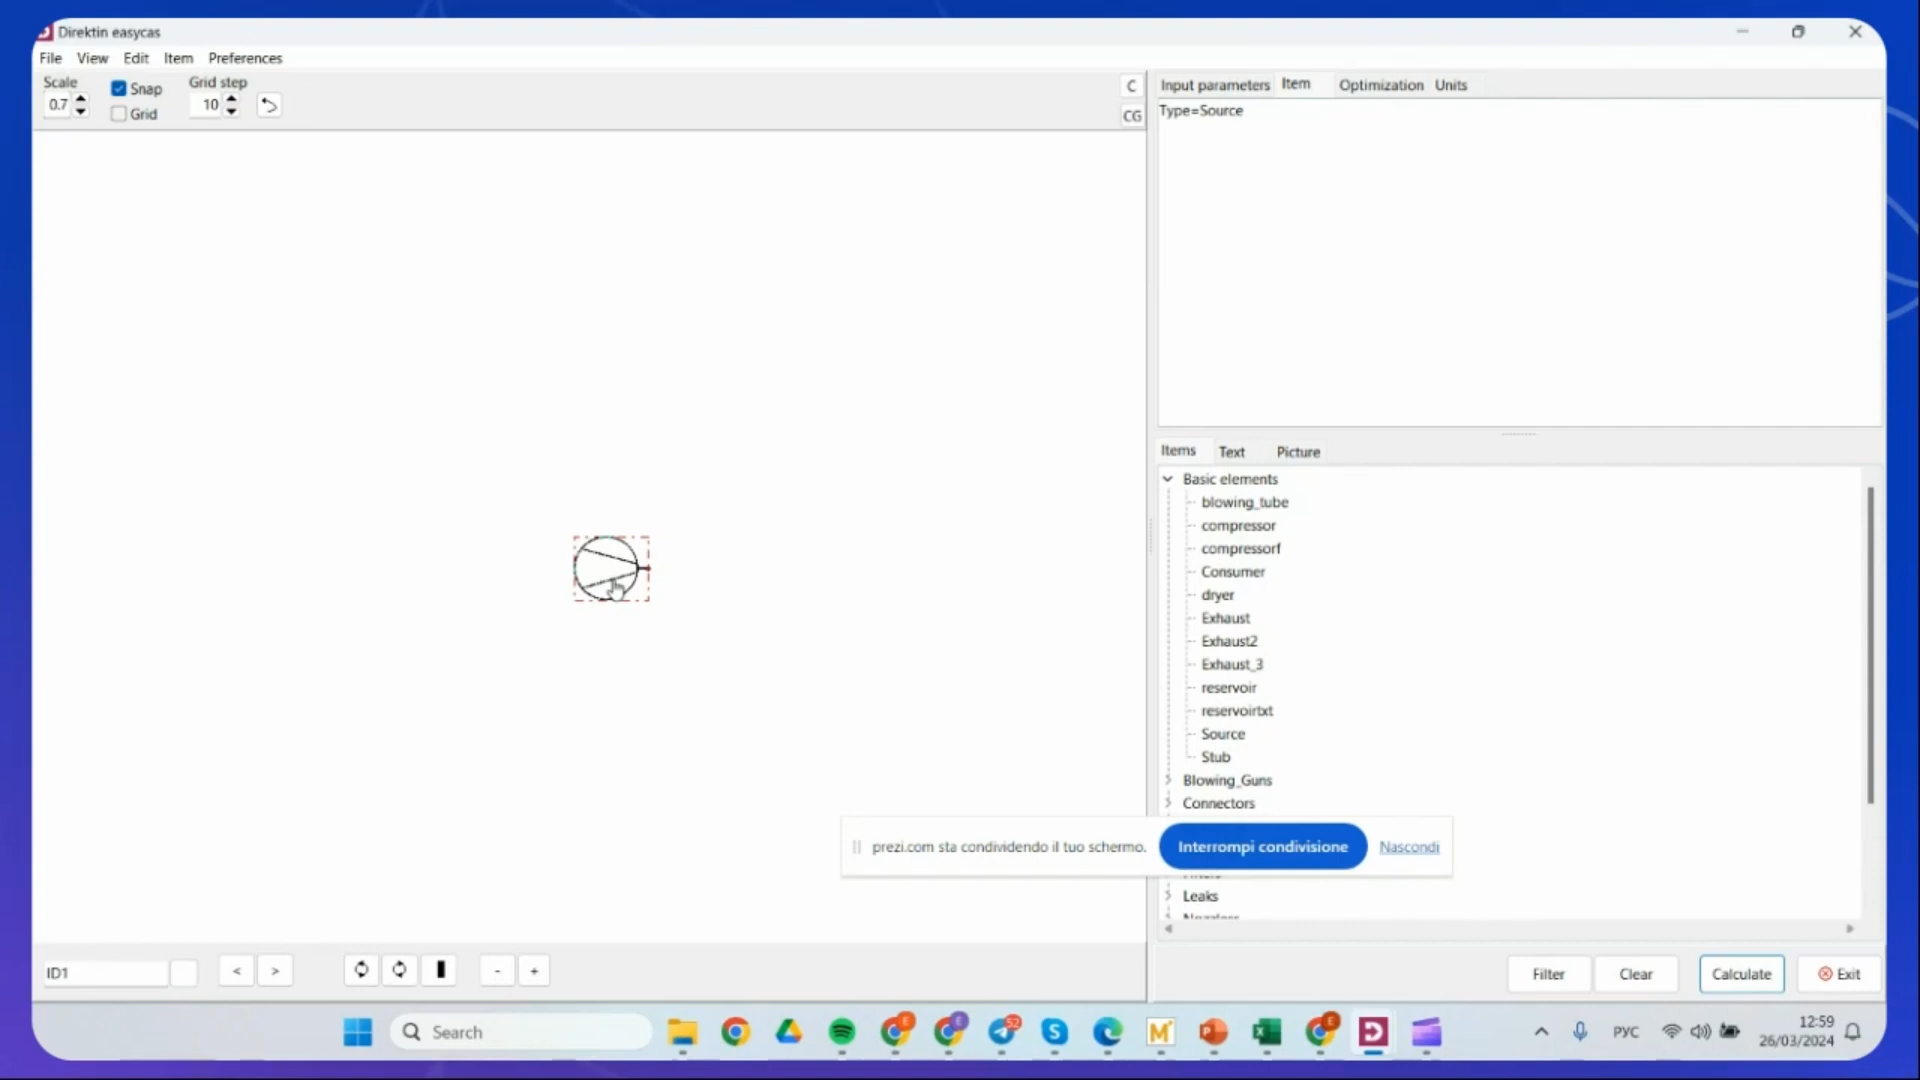 Direktin easycas
File View Edit Item Preferences
Scale
0.7
Snap
Grid
Grid step
10
C
CG
Input parameters Item Optimization Units
Type=Source
Items Text Picture
Basic elements
blowing_tube
compressor
compressorf
Consumer
dryer
Exhaust
Exhaust2
Exhaust_3
reservoir
reservoirtxt
Source
Stub
Blowing_Guns
Connectors
prezi.com sta condividendo il tuo schermo. Interrompi condivisione Nascondi
Leaks
ID1
< >
- +
Filter Clear Calculate Exit
Search
E
E
52
S
M
E
РУС
12:59
26/03/2024